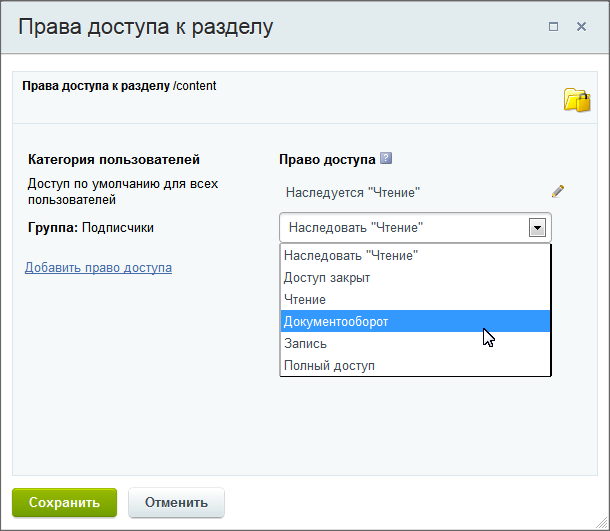 Права доступа к разделу
Права доступа к разделу /content
Категория пользователей
Право доступа ?
Доступ по умолчанию для всех
пользователей
Наследуется "Чтение"
Группа: Подписчики
Наследовать "Чтение"
Добавить право доступа
Наследовать "Чтение"
Доступ закрыт
Чтение
Документооборот
Запись
Полный доступ
Сохранить
Отменить